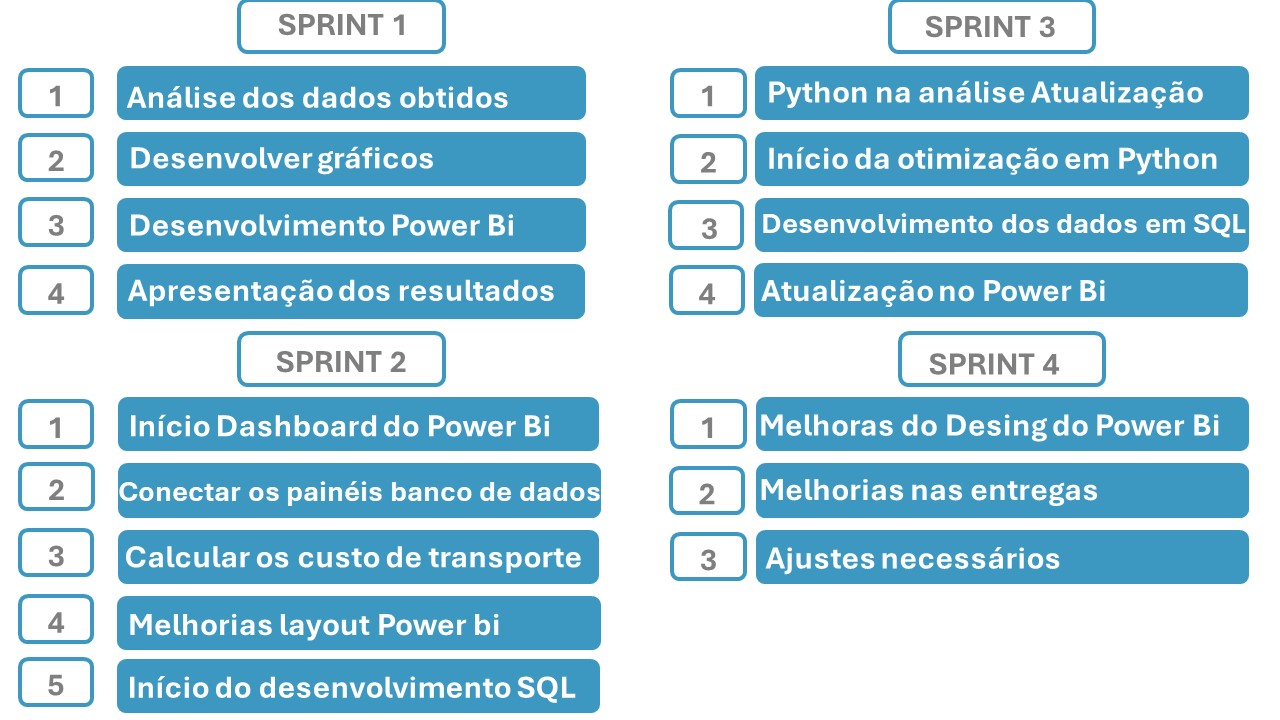 SPRINT 1
1 Análise dos dados obtidos
2 Desenvolver gráficos
3 Desenvolvimento Power Bi
4 Apresentação dos resultados
SPRINT 2
1 Início Dashboard do Power Bi
2 Conectar os painéis banco de dados
3 Calcular os custo de transporte
4 Melhorias layout Power bi
5 Início do desenvolvimento SQL
SPRINT 3
1 Python na análise Atualização
2 Início da otimização em Python
3 Desenvolvimento dos dados em SQL
4 Atualização no Power Bi
SPRINT 4
1 Melhoras do Desing do Power Bi
2 Melhorias nas entregas
3 Ajustes necessários